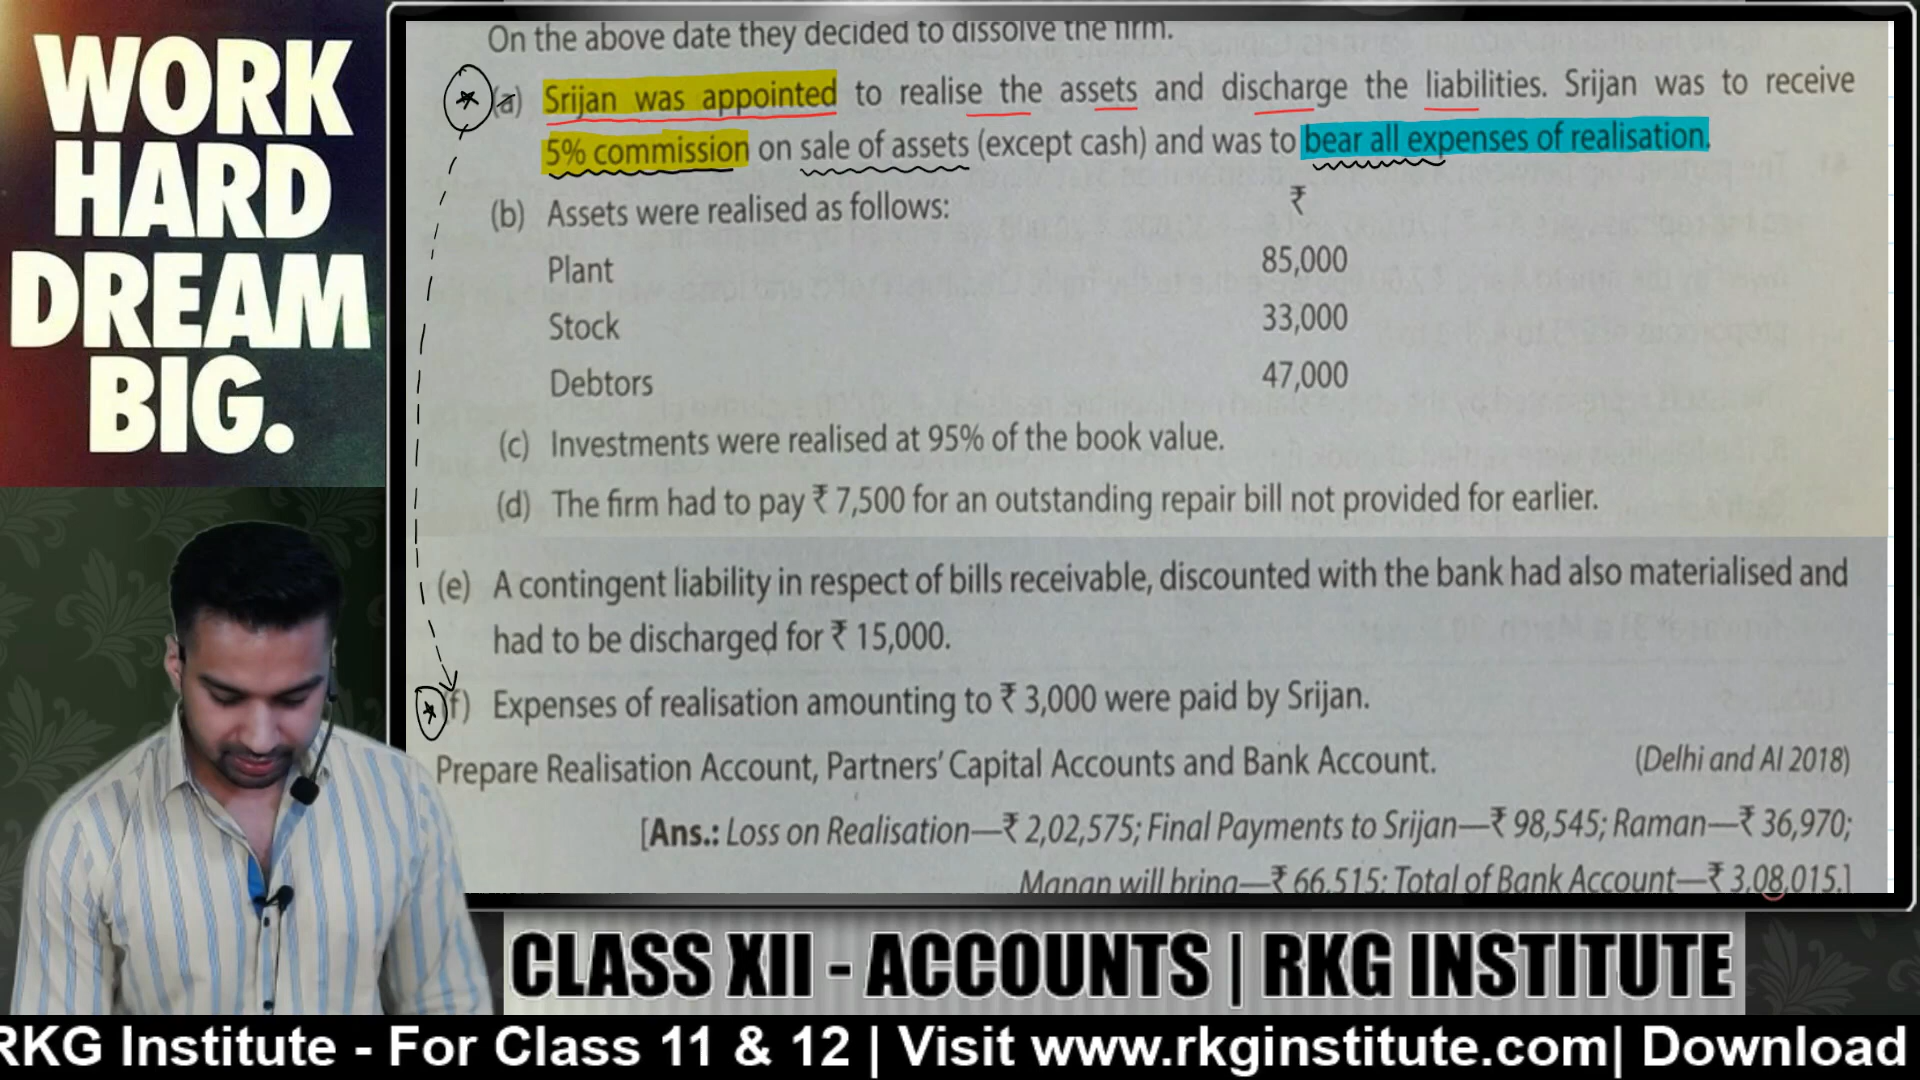 WORK
HARD
DREAM
BIG.
On the above date they decided to dissolve the firm.
(a) Srijan was appointed to realise the assets and discharge the liabilities. Srijan was to receive
5% commission on sale of assets (except cash) and was to bear all expenses of realisation.
(b) Assets were realised as follows: ₹
Plant 85,000
Stock 33,000
Debtors 47,000
(c) Investments were realised at 95% of the book value.
(d) The firm had to pay ₹ 7,500 for an outstanding repair bill not provided for earlier.
(e) A contingent liability in respect of bills receivable, discounted with the bank had also materialised and
had to be discharged for ₹ 15,000.
f) Expenses of realisation amounting to ₹ 3,000 were paid by Srijan.
Prepare Realisation Account, Partners' Capital Accounts and Bank Account. (Delhi and AI 2018)
[Ans.: Loss on Realisation—₹ 2,02,575; Final Payments to Srijan—₹ 98,545; Raman—₹ 36,970;
Manan will bring—₹ 66,515; Total of Bank Account—₹ 3,08,015.]
CLASS XII - ACCOUNTS | RKG INSTITUTE
RKG Institute - For Class 11 & 12 | Visit www.rkginstitute.com| Download